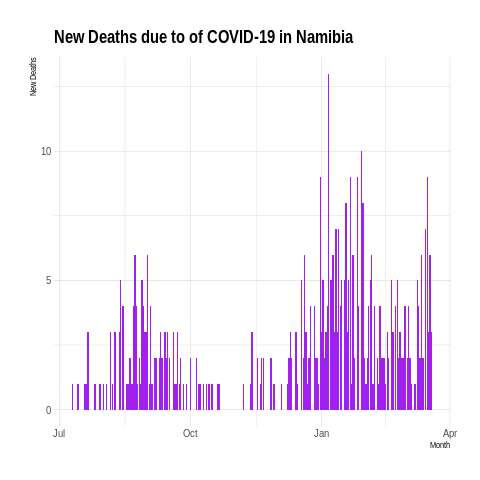 New Deaths due to of COVID-19 in Namibia
New Deaths
10
5
0
Jul Oct Jan Apr
Month